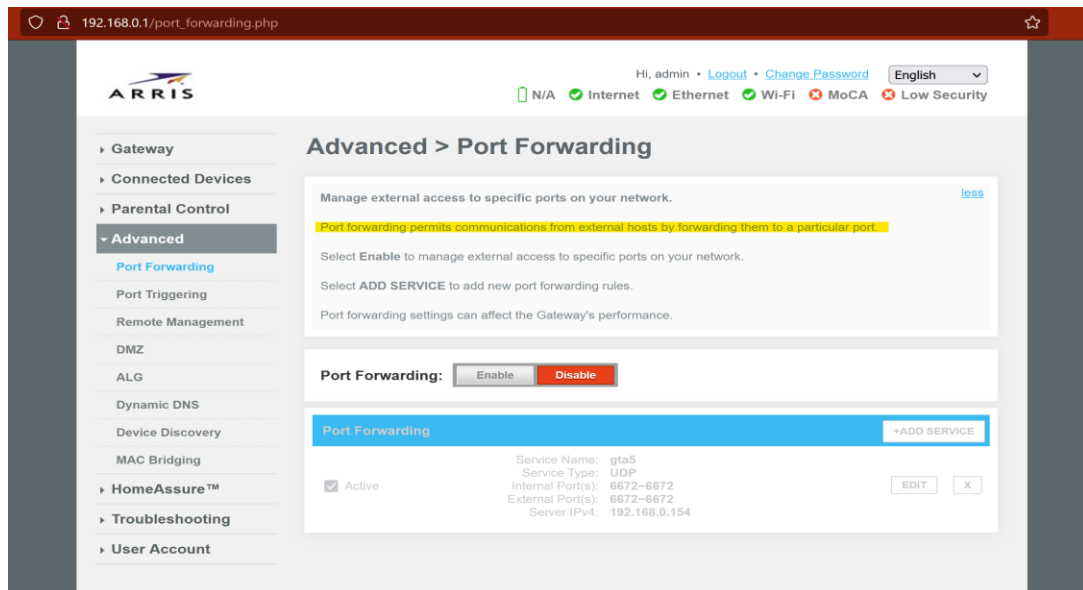 192.168.0.1/port_forwarding.php
ARRIS
Hi, admin • Logout • Change Password English
N/A Internet Ethernet Wi-Fi MoCA Low Security
Gateway
Connected Devices
Parental Control
Advanced
Port Forwarding
Port Triggering
Remote Management
DMZ
ALG
Dynamic DNS
Device Discovery
MAC Bridging
HomeAssure™
Troubleshooting
User Account
Advanced > Port Forwarding
Manage external access to specific ports on your network. less
Port forwarding permits communications from external hosts by forwarding them to a particular port.
Select Enable to manage external access to specific ports on your network.
Select ADD SERVICE to add new port forwarding rules.
Port forwarding settings can affect the Gateway's performance.
Port Forwarding: Enable Disable
Port Forwarding +ADD SERVICE
Active
Service Name: gta5
Service Type: UDP
Internal Port(s): 6672~6672
External Port(s): 6672~6672
Server IPv4: 192.168.0.154
EDIT X